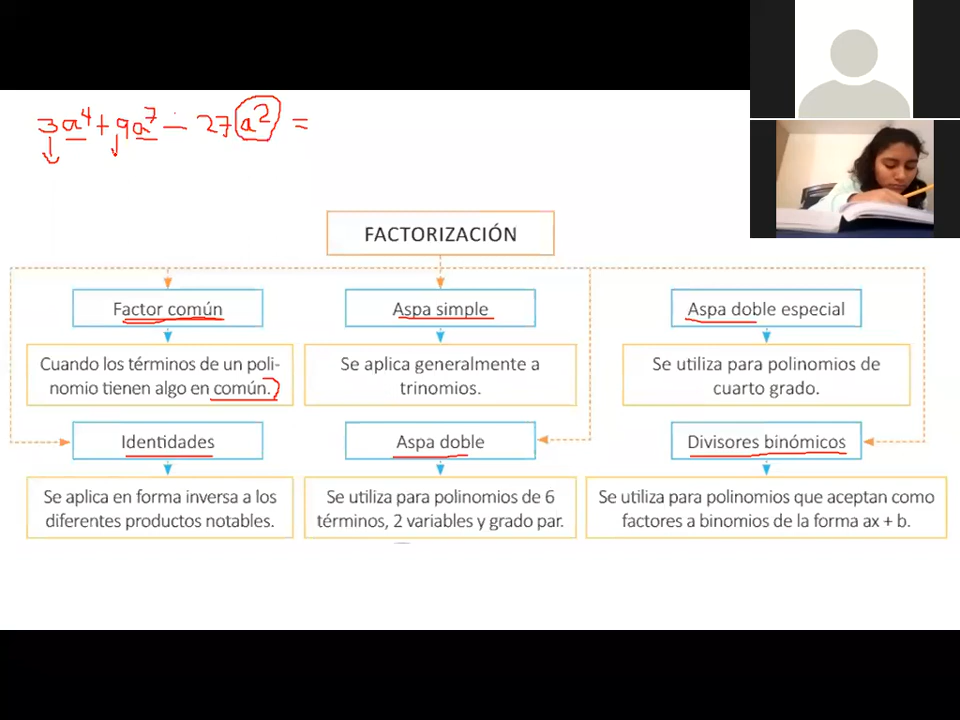 3a⁴ + 9a⁷ − 27a² =
FACTORIZACIÓN
Factor común
Aspa simple
Aspa doble especial
Cuando los términos de un poli-
nomio tienen algo en común.
Se aplica generalmente a
trinomios.
Se utiliza para polinomios de
cuarto grado.
Identidades
Aspa doble
Divisores binómicos
Se aplica en forma inversa a los
diferentes productos notables.
Se utiliza para polinomios de 6
términos, 2 variables y grado par.
Se utiliza para polinomios que aceptan como
factores a binomios de la forma ax + b.